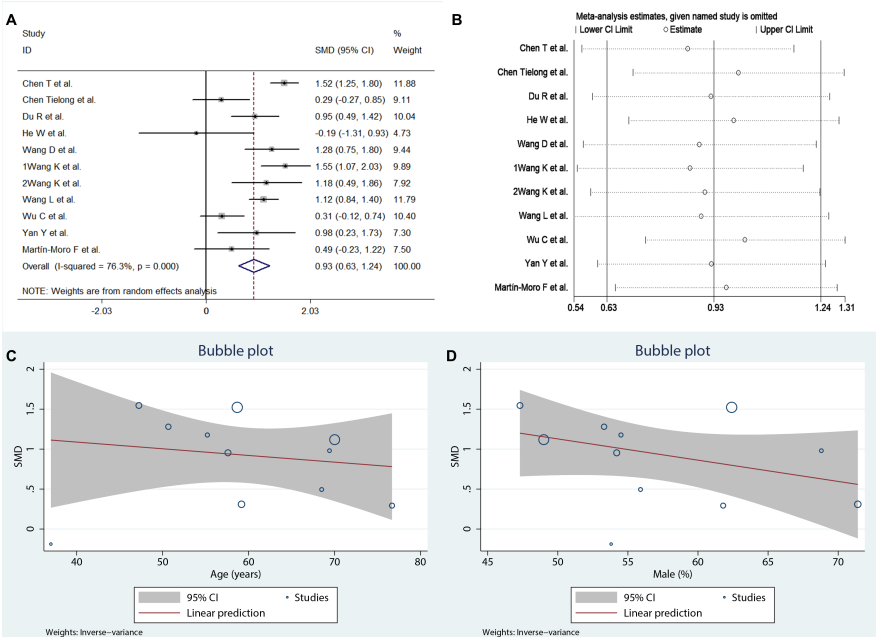 A
Study
%
ID
SMD (95% CI)
Weight
Chen T et al.
1.52 (1.25, 1.80)
11.88
Chen Tielong et al.
0.29 (-0.27, 0.85)
9.11
Du R et al.
0.95 (0.49, 1.42)
10.04
He W et al.
-0.19 (-1.31, 0.93)
4.73
Wang D et al.
1.28 (0.75, 1.80)
9.44
1Wang K et al.
1.55 (1.07, 2.03)
9.89
2Wang K et al.
1.18 (0.49, 1.86)
7.92
Wang L et al.
1.12 (0.84, 1.40)
11.79
Wu C et al.
0.31 (-0.12, 0.74)
10.40
Yan Y et al.
0.98 (0.23, 1.73)
7.30
Martín-Moro F et al.
0.49 (-0.23, 1.22)
7.50
Overall (I-squared = 76.3%, p = 0.000)
0.93 (0.63, 1.24)
100.00
NOTE: Weights are from random effects analysis
-2.03
0
2.03
B
Meta-analysis estimates, given named study is omitted
Lower CI Limit
Estimate
Upper CI Limit
Chen T et al.
Chen Tielong et al.
Du R et al.
He W et al.
Wang D et al.
1Wang K et al.
2Wang K et al.
Wang L et al.
Wu C et al.
Yan Y et al.
Martín-Moro F et al.
0.54
0.63
0.93
1.24
1.31
C
Bubble plot
SMD
2
1.5
1
.5
0
40
50
60
70
80
Age (years)
95% CI
Studies
Linear prediction
Weights: Inverse−variance
D
Bubble plot
SMD
2
1.5
1
.5
0
45
50
55
60
65
70
Male (%)
95% CI
Studies
Linear prediction
Weights: Inverse−variance